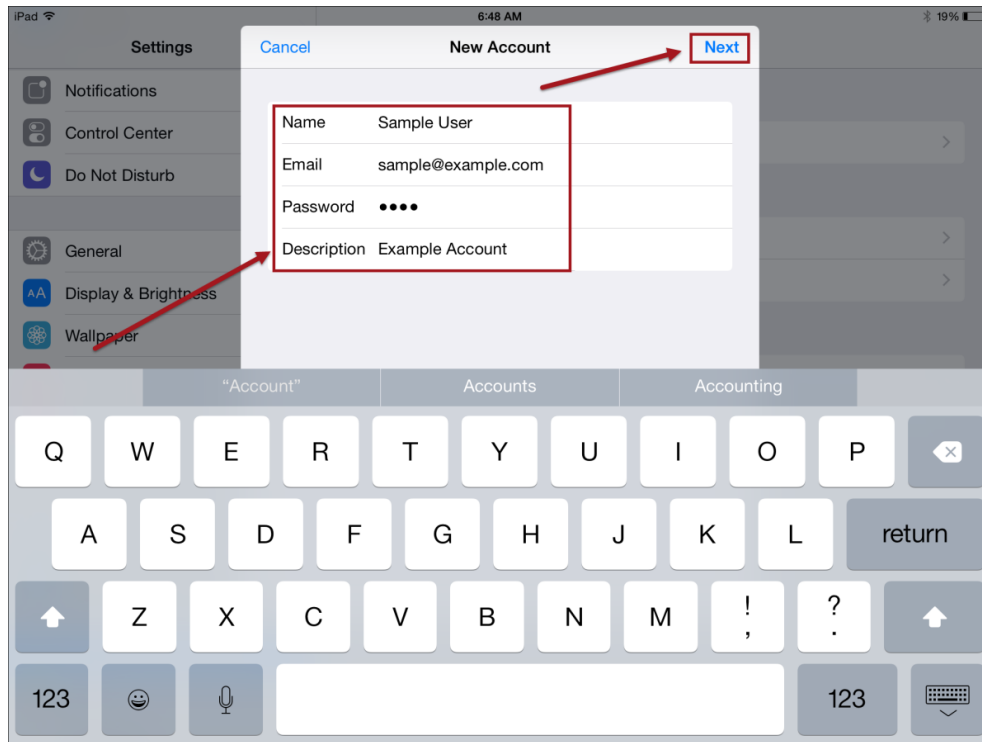 iPad 6:48 AM 19%
Settings
Cancel New Account Next
Notifications
Control Center
Do Not Disturb
General
AA Display & Brightness
Wallpaper
Name Sample User
Email sample@example.com
Password ••••
Description Example Account
“Account” Accounts Accounting
Q W E R T Y U I O P
A S D F G H J K L return
Z X C V B N M ! , ? .
123 123